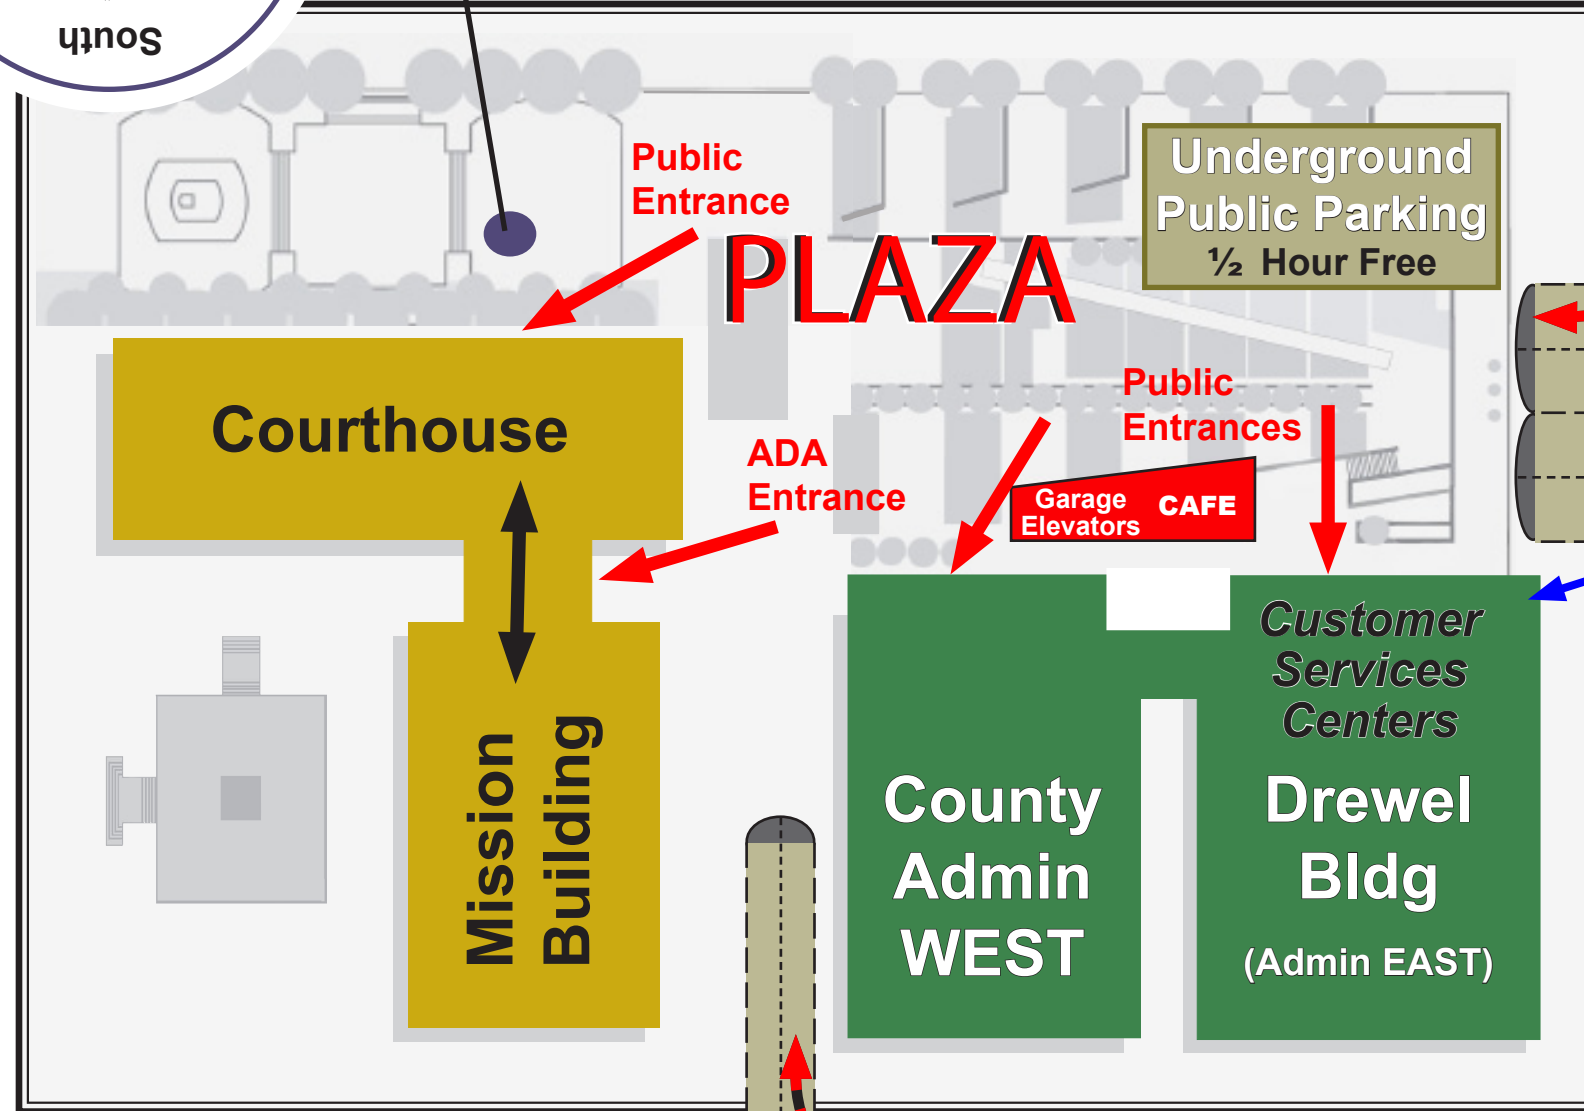 South
Public
Entrance
PLAZA
Underground
Public Parking
½ Hour Free
Public
Entrances
Courthouse
ADA
Entrance
Garage
Elevators
CAFE
Customer
Services
Centers
Mission
Building
County
Admin
WEST
Drewel
Bldg
(Admin EAST)